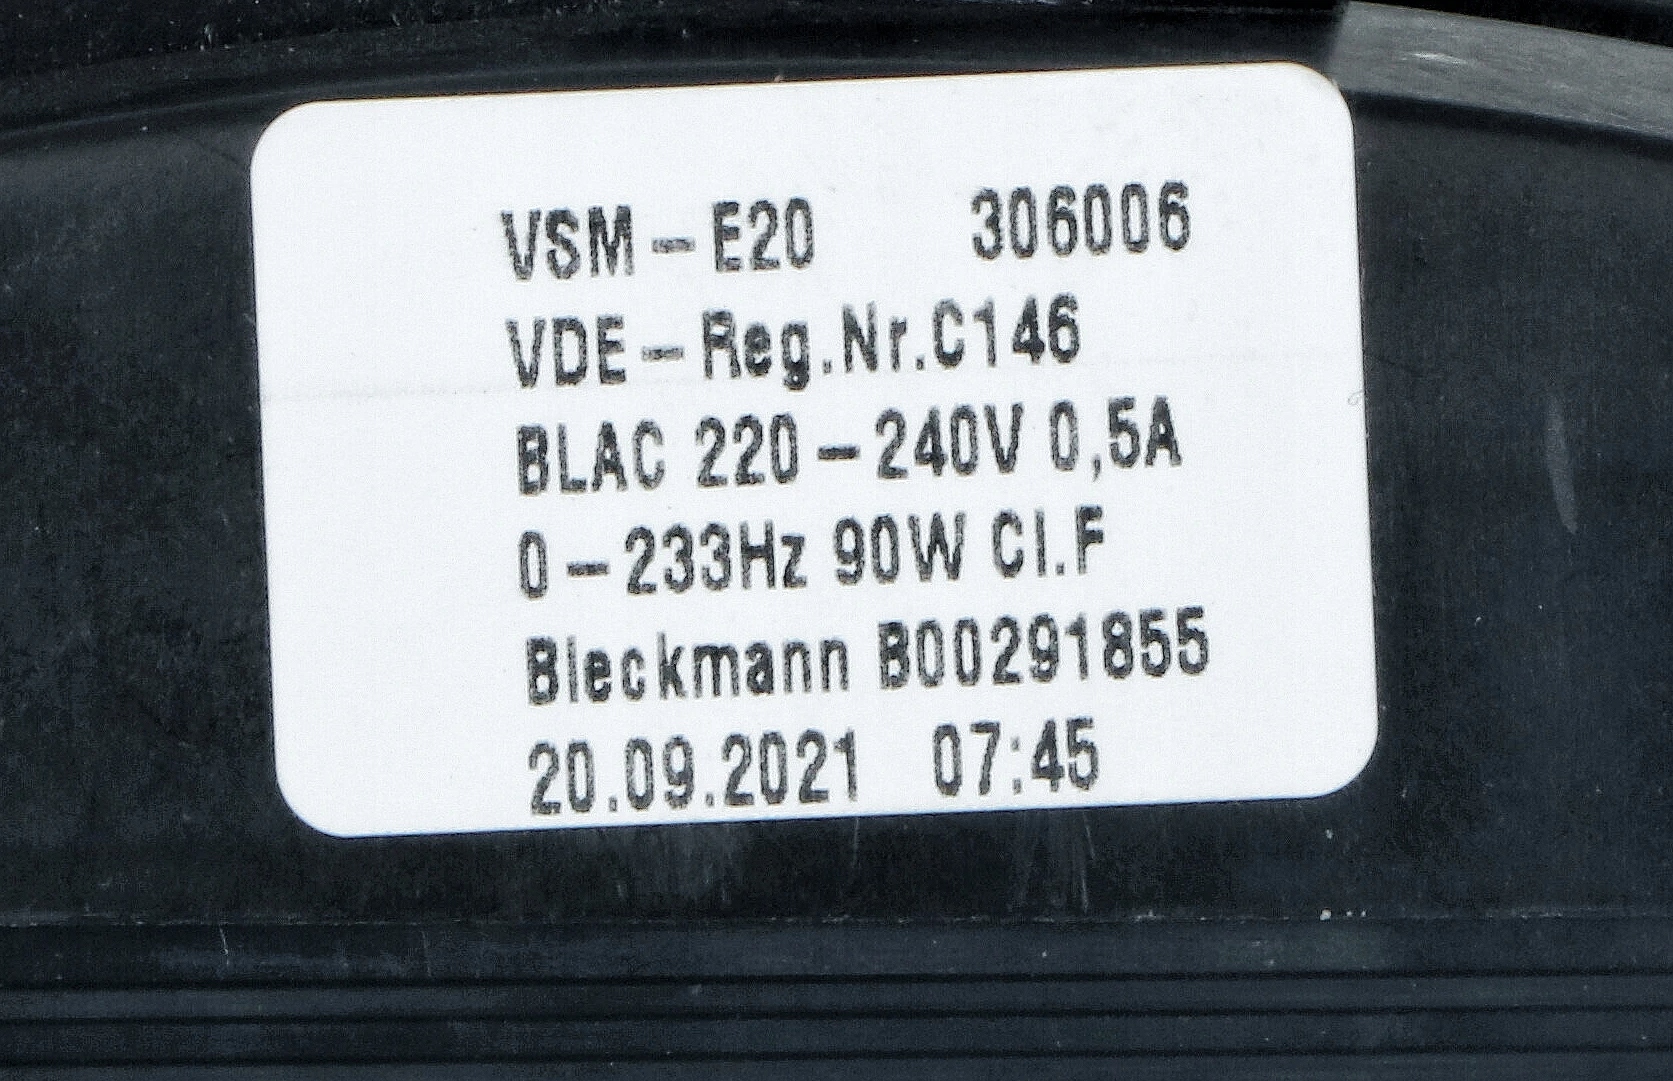 VSM-E20 306006
VDE-Reg.Nr.C146
BLAC 220-240V 0,5A
0-233Hz 90W Cl.F
Bleckmann B00291855
20.09.2021 07:45